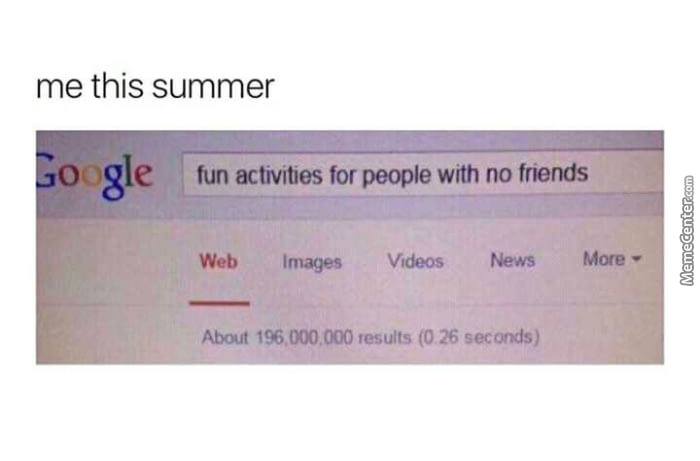 me this summer
Google
fun activities for people with no friends
Web Images Videos News More
About 196,000,000 results (0.26 seconds)
MemeCenter.com